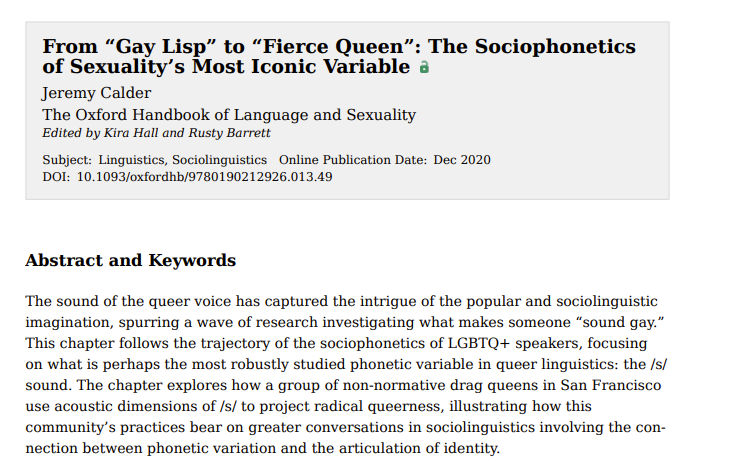 From “Gay Lisp” to “Fierce Queen”: The Sociophonetics
of Sexuality’s Most Iconic Variable
Jeremy Calder
The Oxford Handbook of Language and Sexuality
Edited by Kira Hall and Rusty Barrett
Subject: Linguistics, Sociolinguistics Online Publication Date: Dec 2020
DOI: 10.1093/oxfordhb/9780190212926.013.49
Abstract and Keywords
The sound of the queer voice has captured the intrigue of the popular and sociolinguistic
imagination, spurring a wave of research investigating what makes someone “sound gay.”
This chapter follows the trajectory of the sociophonetics of LGBTQ+ speakers, focusing
on what is perhaps the most robustly studied phonetic variable in queer linguistics: the /s/
sound. The chapter explores how a group of non-normative drag queens in San Francisco
use acoustic dimensions of /s/ to project radical queerness, illustrating how this
community’s practices bear on greater conversations in sociolinguistics involving the con-
nection between phonetic variation and the articulation of identity.